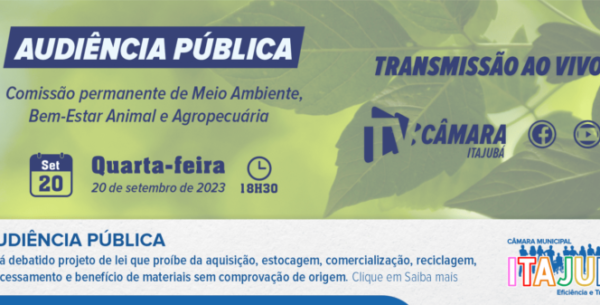 AUDIÊNCIA PÚBLICA
TRANSMISSÃO AO VIVO
Comissão permanente de Meio Ambiente,
Bem-Estar Animal e Agropecuária
TV CÂMARA
ITAJUBÁ
Set
20
Quarta-feira
20 de setembro de 2023
18H30
UDIÊNCIA PÚBLICA
á debatido projeto de lei que proíbe da aquisição, estocagem, comercialização, reciclagem,
cessamento e benefício de materiais sem comprovação de origem. Clique em Saiba mais
CÂMARA MUNICIPAL
ITAJU
Eficiência e T